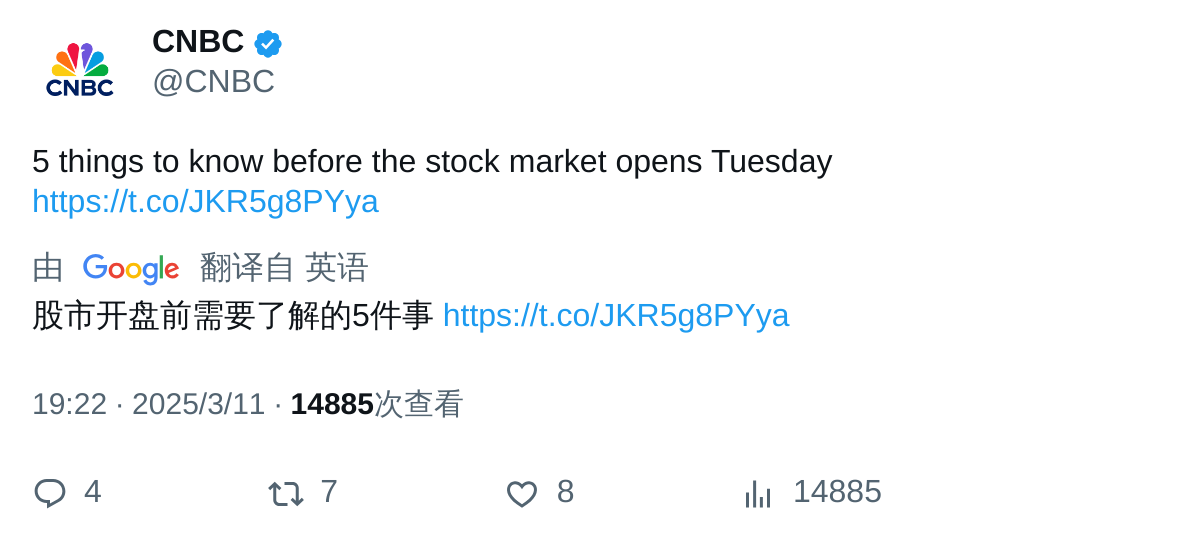 CNBC
CNBC
@CNBC
5 things to know before the stock market opens Tuesday
https://t.co/JKR5g8PYya
由 Google 翻译自 英语
股市开盘前需要了解的5件事 https://t.co/JKR5g8PYya
19:22 · 2025/3/11 · 14885次查看
4 7 8 14885